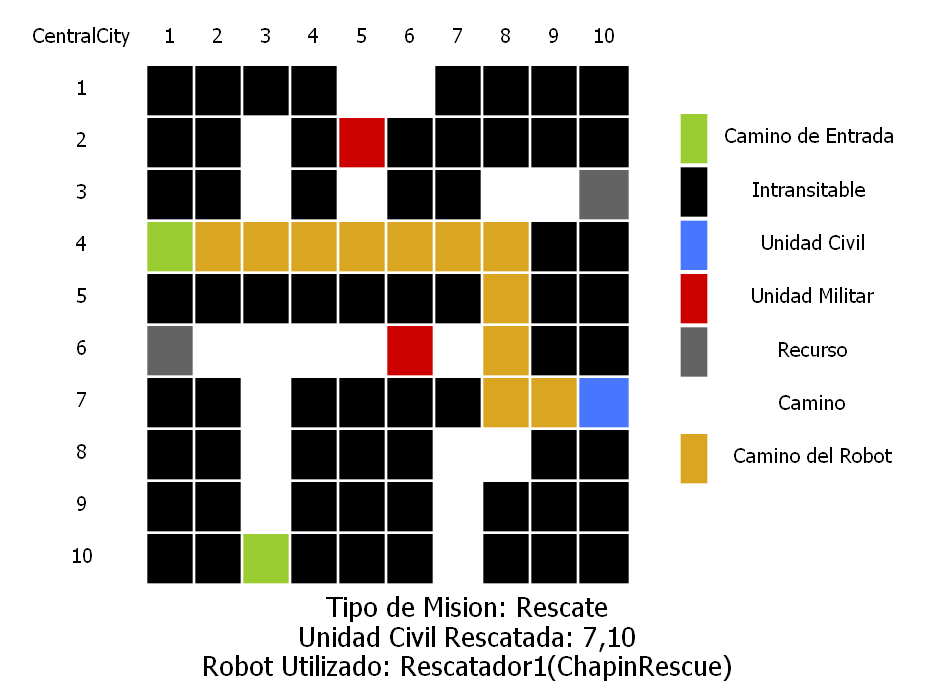 CentralCity 1 2 3 4 5 6 7 8 9 10
1
2
3
4
5
6
7
8
9
10
Camino de Entrada
Intransitable
Unidad Civil
Unidad Militar
Recurso
Camino
Camino del Robot
Tipo de Mision: Rescate
Unidad Civil Rescatada: 7,10
Robot Utilizado: Rescatador1(ChapinRescue)